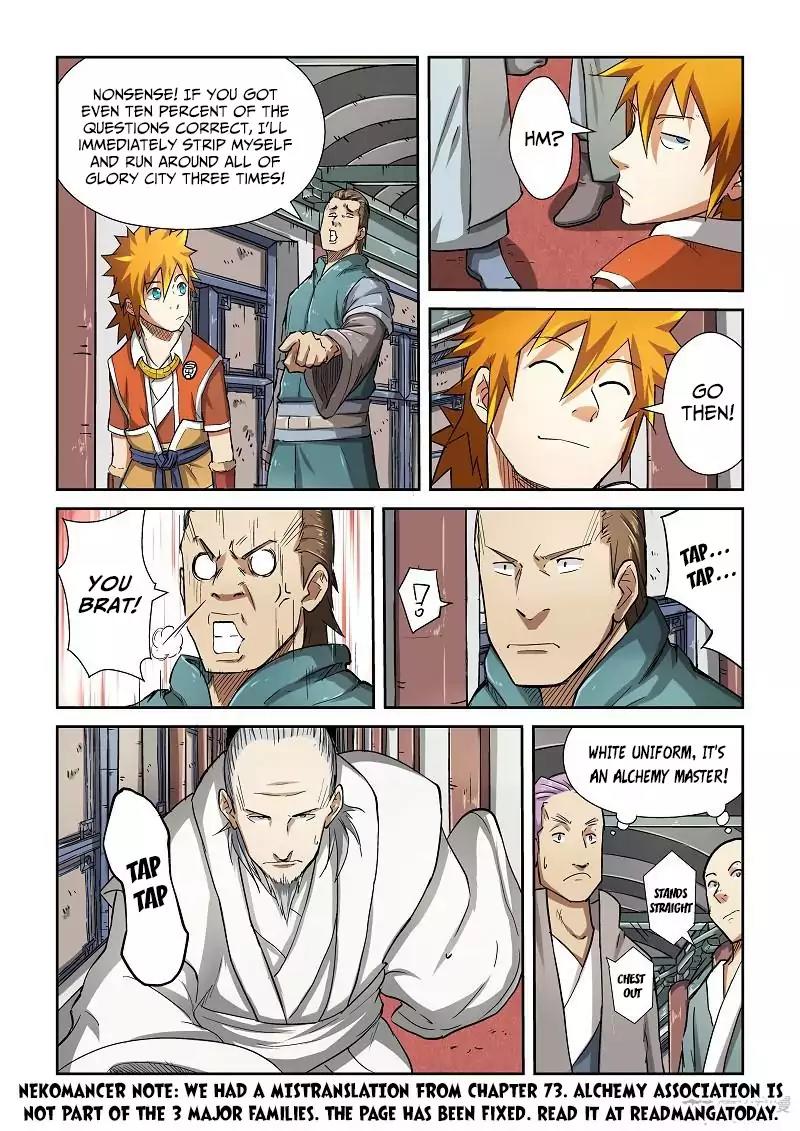 NONSENSE! IF YOU GOT
EVEN TEN PERCENT OF THE
QUESTIONS CORRECT, I'LL
IMMEDIATELY STRIP MYSELF
AND RUN AROUND ALL OF
GLORY CITY THREE TIMES!
HM?
GO
THEN!
YOU
BRAT!
!
TAP...
TAP...
TAP
TAP
WHITE UNIFORM, IT'S
AN ALCHEMY MASTER!
STANDS
STRAIGHT
CHEST
OUT
NEKOMANCER NOTE: WE HAD A MISTRANSLATION FROM CHAPTER 73. ALCHEMY ASSOCIATION IS
NOT PART OF THE 3 MAJOR FAMILIES. THE PAGE HAS BEEN FIXED. READ IT AT READMANGATODAY.